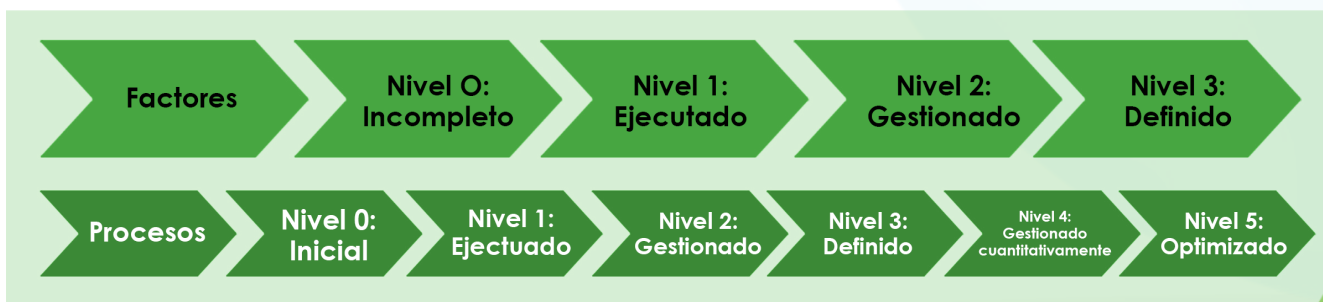 Factores
Nivel O:
Incompleto
Nivel 1:
Ejecutado
Nivel 2:
Gestionado
Nivel 3:
Definido
Procesos
Nivel 0:
Inicial
Nivel 1:
Ejectuado
Nivel 2:
Gestionado
Nivel 3:
Definido
Nivel 4:
Gestionado
cuantitativamente
Nivel 5:
Optimizado